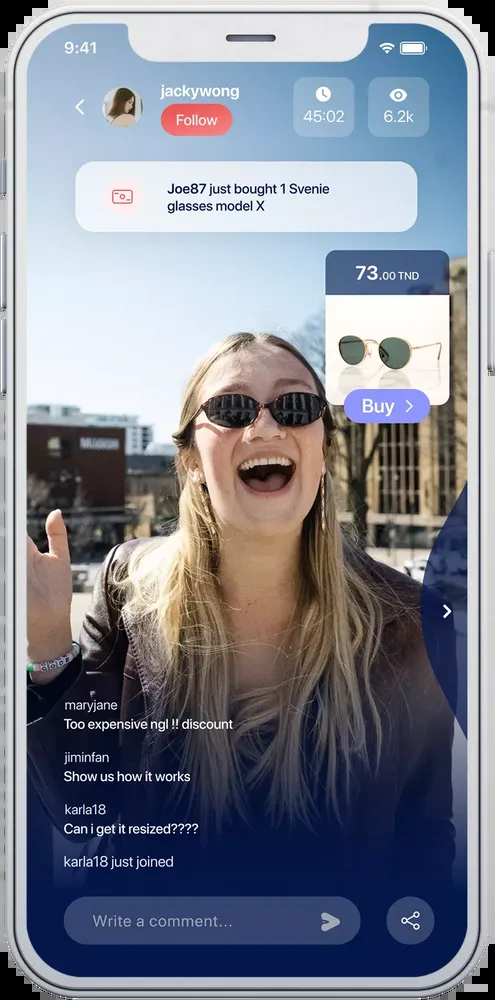 9:41
jackywong
Follow
45:02
6.2k
Joe87 just bought 1 Svenie
glasses model X
73.00 TND
Buy
maryjane
Too expensive ngl !! discount
jiminfan
Show us how it works
karla18
Can i get it resized????
karla18 just joined
Write a comment...